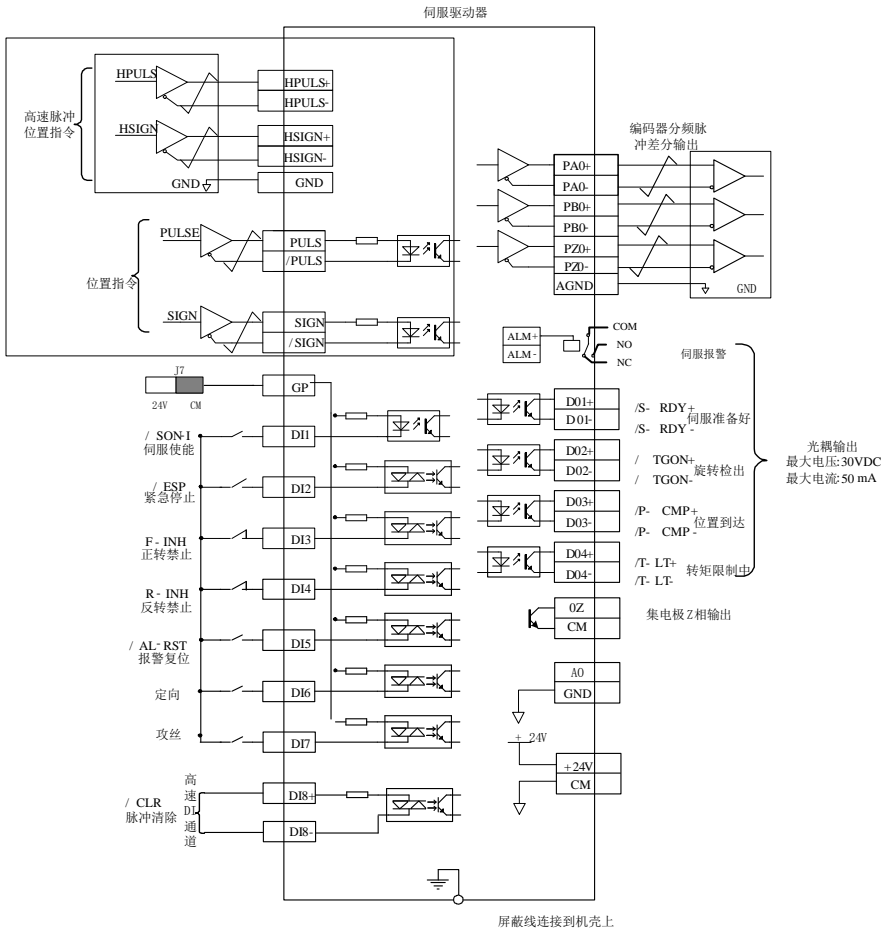 伺服驱动器
HPULS
HPULS+
HPULS-
高速脉冲
位置指令
HSIGN
HSIGN+
HSIGN-
GND
GND
PULSE
PULS
/PULS
位置指令
SIGN
SIGN
/SIGN
J7
24V
CM
GP
/ SON-I
伺服使能
DI1
/ ESP
紧急停止
DI2
F-INH
正转禁止
DI3
R-INH
反转禁止
DI4
/ AL-RST
报警复位
DI5
定向
DI6
攻丝
DI7
/ CLR
脉冲清除
高
速
DI
通
道
DI8+
DI8-
编码器分频脉
冲差分输出
PA0+
PA0-
PB0+
PB0-
PZ0+
PZ0-
AGND
GND
ALM+
ALM-
COM
NO
NC
伺服报警
D01+
D01-
/S- RDY+
/S- RDY-
伺服准备好
D02+
D02-
/ TGON+
/ TGON-
旋转检出
D03+
D03-
/P- CMP+
/P- CMP-
位置到达
D04+
D04-
/T- LT+
/T- LT-
转矩限制中
光耦输出
最大电压:30VDC
最大电流:50 mA
0Z
CM
集电极Z相输出
AO
GND
+ 24V
+24V
CM
屏蔽线连接到机壳上